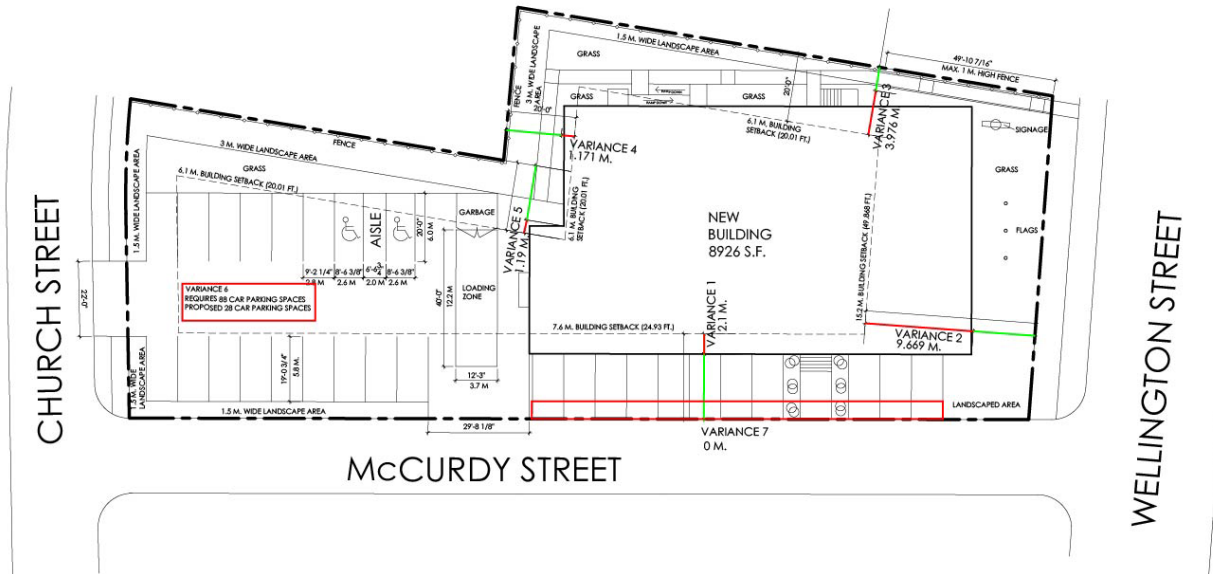 1.5 M. WIDE LANDSCAPE AREA
49'-10 7/16"
MAX. 1 M. HIGH FENCE
GRASS
3 M. WIDE LANDSCAPE
AREA
FENCE
20'-0"
GRASS
RAMP DOWN
GRASS
20'-0"
6.1 M. BUILDING
SETBACK (20.01 FT.)
VARIANCE 3
3.976 M.
SIGNAGE
GRASS
FLAGS
VARIANCE 4
1.171 M.
FENCE
3 M. WIDE LANDSCAPE AREA
GRASS
6.1 M. BUILDING SETBACK (20.01 FT.)
1.5 M. WIDE LANDSCAPE AREA
GARBAGE
AISLE
20'-0"
6.0 M
VARIANCE 5
1.19 M.
6.1 M. BUILDING
SETBACK (20.01 FT.)
NEW
BUILDING
8926 S.F.
15.2 M. BUILDING SETBACK (49.868 FT.)
9'-2 1/4"
8'-6 3/8"
8'-6 3/8"
2.8 M
2.6 M
2.0 M
2.6 M
40'-0"
12.2 M
LOADING
ZONE
22'-0"
VARIANCE 6
REQUIRES 88 CAR PARKING SPACES
PROPOSED 28 CAR PARKING SPACES
7.6 M. BUILDING SETBACK (24.93 FT.)
VARIANCE 1
2.1 M.
VARIANCE 2
9.669 M.
19'-0 3/4"
5.8 M.
12'-3"
3.7 M
1.5 M. WIDE
LANDSCAPE AREA
1.5 M. WIDE LANDSCAPE AREA
LANDSCAPED AREA
29'-8 1/8"
VARIANCE 7
0 M.
CHURCH STREET
McCURDY STREET
WELLINGTON STREET